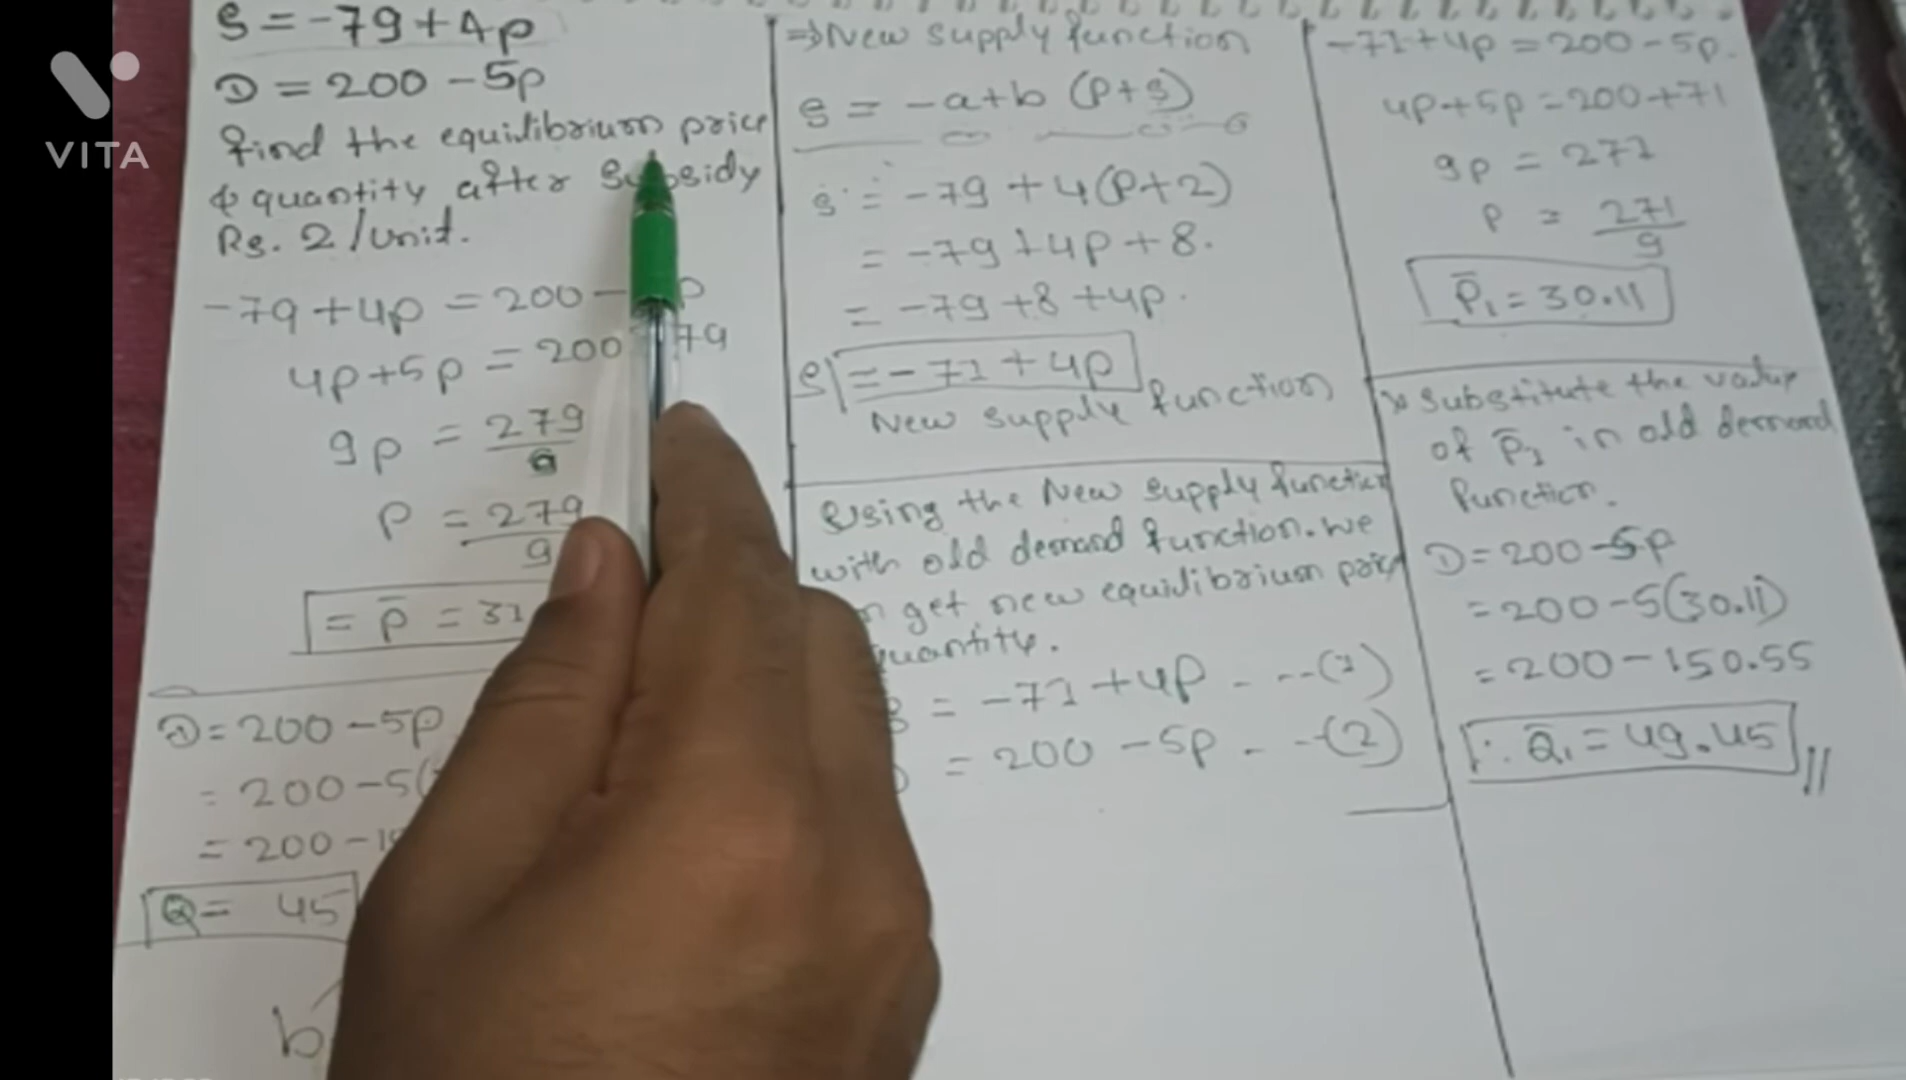 VITA
S = -79 + 4p
D = 200 - 5p
find the equilibrium price
& quantity after subsidy
Rs. 2/unit.
-79 + 4p = 200 - p
4p + 5p = 200 79
9p = 279/9
p = 279/9
= p̄ = 31
D = 200 - 5p
= 200 - 5(
= 200 - 1
Q = 45
b
⇒ New supply function
S = -a + b (p + s)
S = -79 + 4(p + 2)
= -79 + 4p + 8.
= -79 + 8 + 4p.
S = -71 + 4p
New supply function
Using the New supply function
with old demand function. we
get new equilibrium price
quantity.
= -71 + 4p - --(1)
= 200 - 5p - --(2)
-71 + 4p = 200 - 5p.
4p + 5p = 200 + 71
9p = 271
p = 271/9
p̄₁ = 30.11
Substitute the value
of p̄₁ in old demand
function.
D = 200 - 5p
= 200 - 5(30.11)
= 200 - 150.55
∴ Q̄₁ = 49.45 //